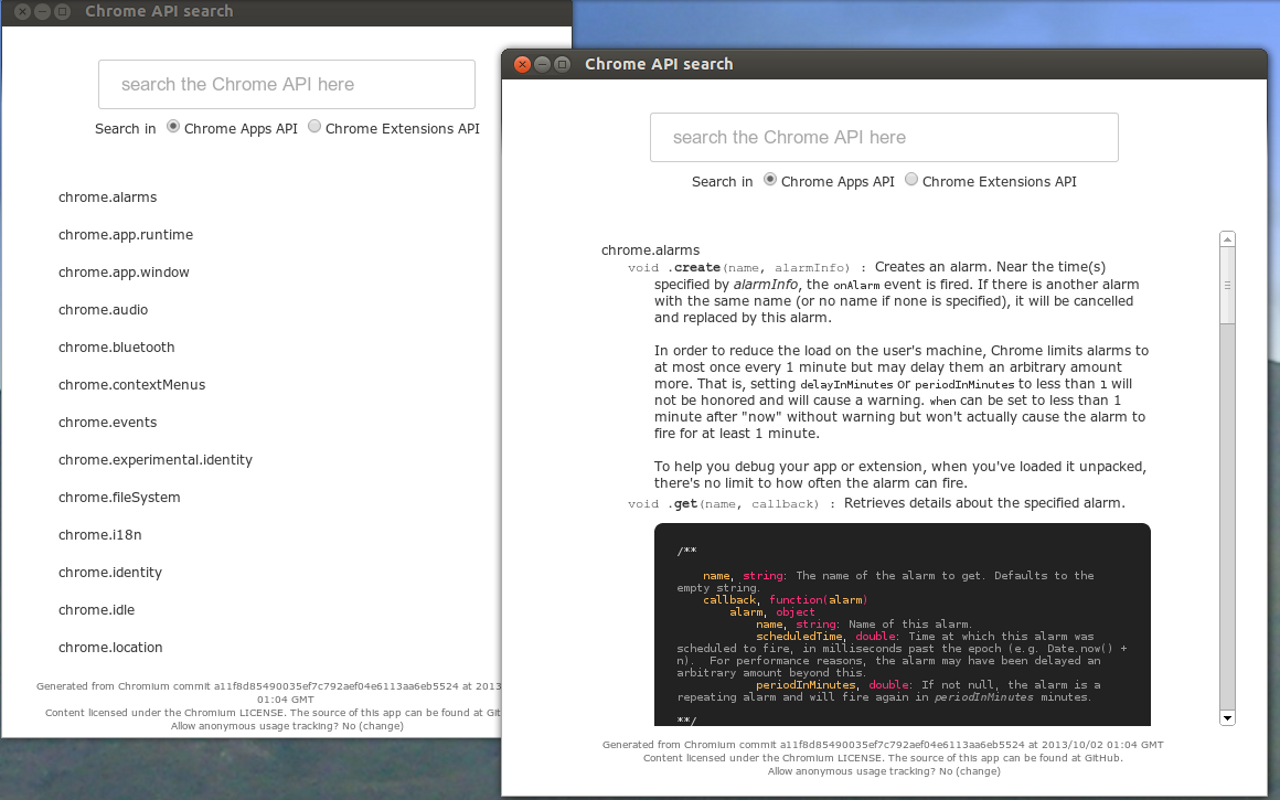 Chrome API search
search the Chrome API here
Search in Chrome Apps API Chrome Extensions API
chrome.alarms
chrome.app.runtime
chrome.app.window
chrome.audio
chrome.bluetooth
chrome.contextMenus
chrome.events
chrome.experimental.identity
chrome.fileSystem
chrome.i18n
chrome.identity
chrome.idle
chrome.location
Generated from Chromium commit a11f8d85490035ef7c792aef04e6113aa6eb5524 at 2013
01:04 GMT
Content licensed under the Chromium LICENSE. The source of this app can be found at Git
Allow anonymous usage tracking? No (change)
Chrome API search
search the Chrome API here
Search in Chrome Apps API Chrome Extensions API
chrome.alarms
void .create(name, alarmInfo) : Creates an alarm. Near the time(s)
specified by alarmInfo, the onAlarm event is fired. If there is another alarm
with the same name (or no name if none is specified), it will be cancelled
and replaced by this alarm.
In order to reduce the load on the user's machine, Chrome limits alarms to
at most once every 1 minute but may delay them an arbitrary amount
more. That is, setting delayInMinutes or periodInMinutes to less than 1 will
not be honored and will cause a warning. when can be set to less than 1
minute after "now" without warning but won't actually cause the alarm to
fire for at least 1 minute.
To help you debug your app or extension, when you've loaded it unpacked,
there's no limit to how often the alarm can fire.
void .get(name, callback) : Retrieves details about the specified alarm.
/**
name, string: The name of the alarm to get. Defaults to the
empty string.
callback, function(alarm)
alarm, object
name, string: Name of this alarm.
scheduledTime, double: Time at which this alarm was
scheduled to fire, in milliseconds past the epoch (e.g. Date.now() +
n). For performance reasons, the alarm may have been delayed an
arbitrary amount beyond this.
periodInMinutes, double: If not null, the alarm is a
repeating alarm and will fire again in periodInMinutes minutes.
**/
Generated from Chromium commit a11f8d85490035ef7c792aef04e6113aa6eb5524 at 2013/10/02 01:04 GMT
Content licensed under the Chromium LICENSE. The source of this app can be found at GitHub.
Allow anonymous usage tracking? No (change)